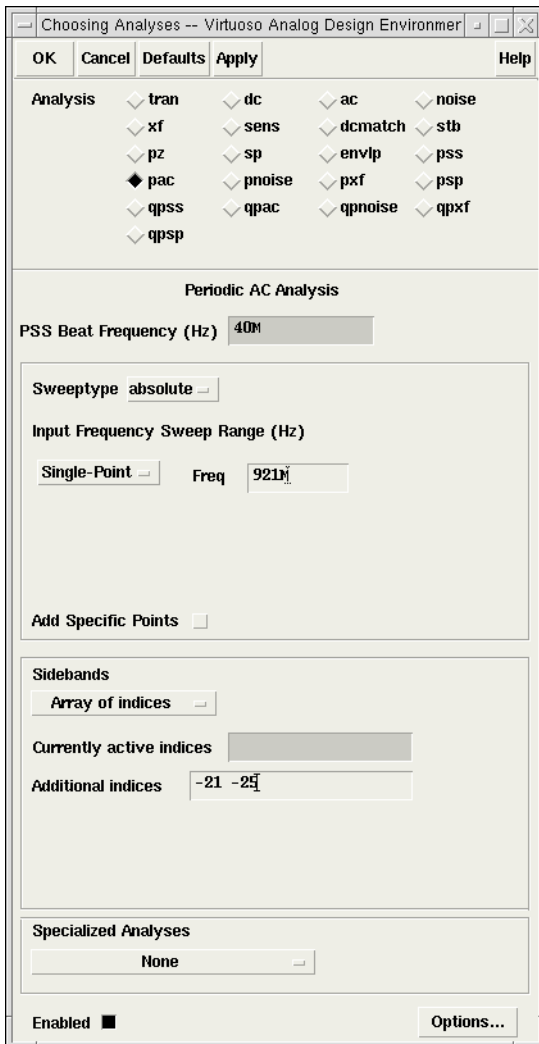 Choosing Analyses -- Virtuoso Analog Design Environmer
OK Cancel Defaults Apply Help
Analysis tran dc ac noise
xf sens dcmatch stb
pz sp envlp pss
pac pnoise pxf psp
qpss qpac qpnoise qpxf
qpsp
Periodic AC Analysis
PSS Beat Frequency (Hz) 40M
Sweeptype absolute
Input Frequency Sweep Range (Hz)
Single-Point Freq 921M
Add Specific Points
Sidebands
Array of indices
Currently active indices
Additional indices -21 -25
Specialized Analyses
None
Enabled Options...